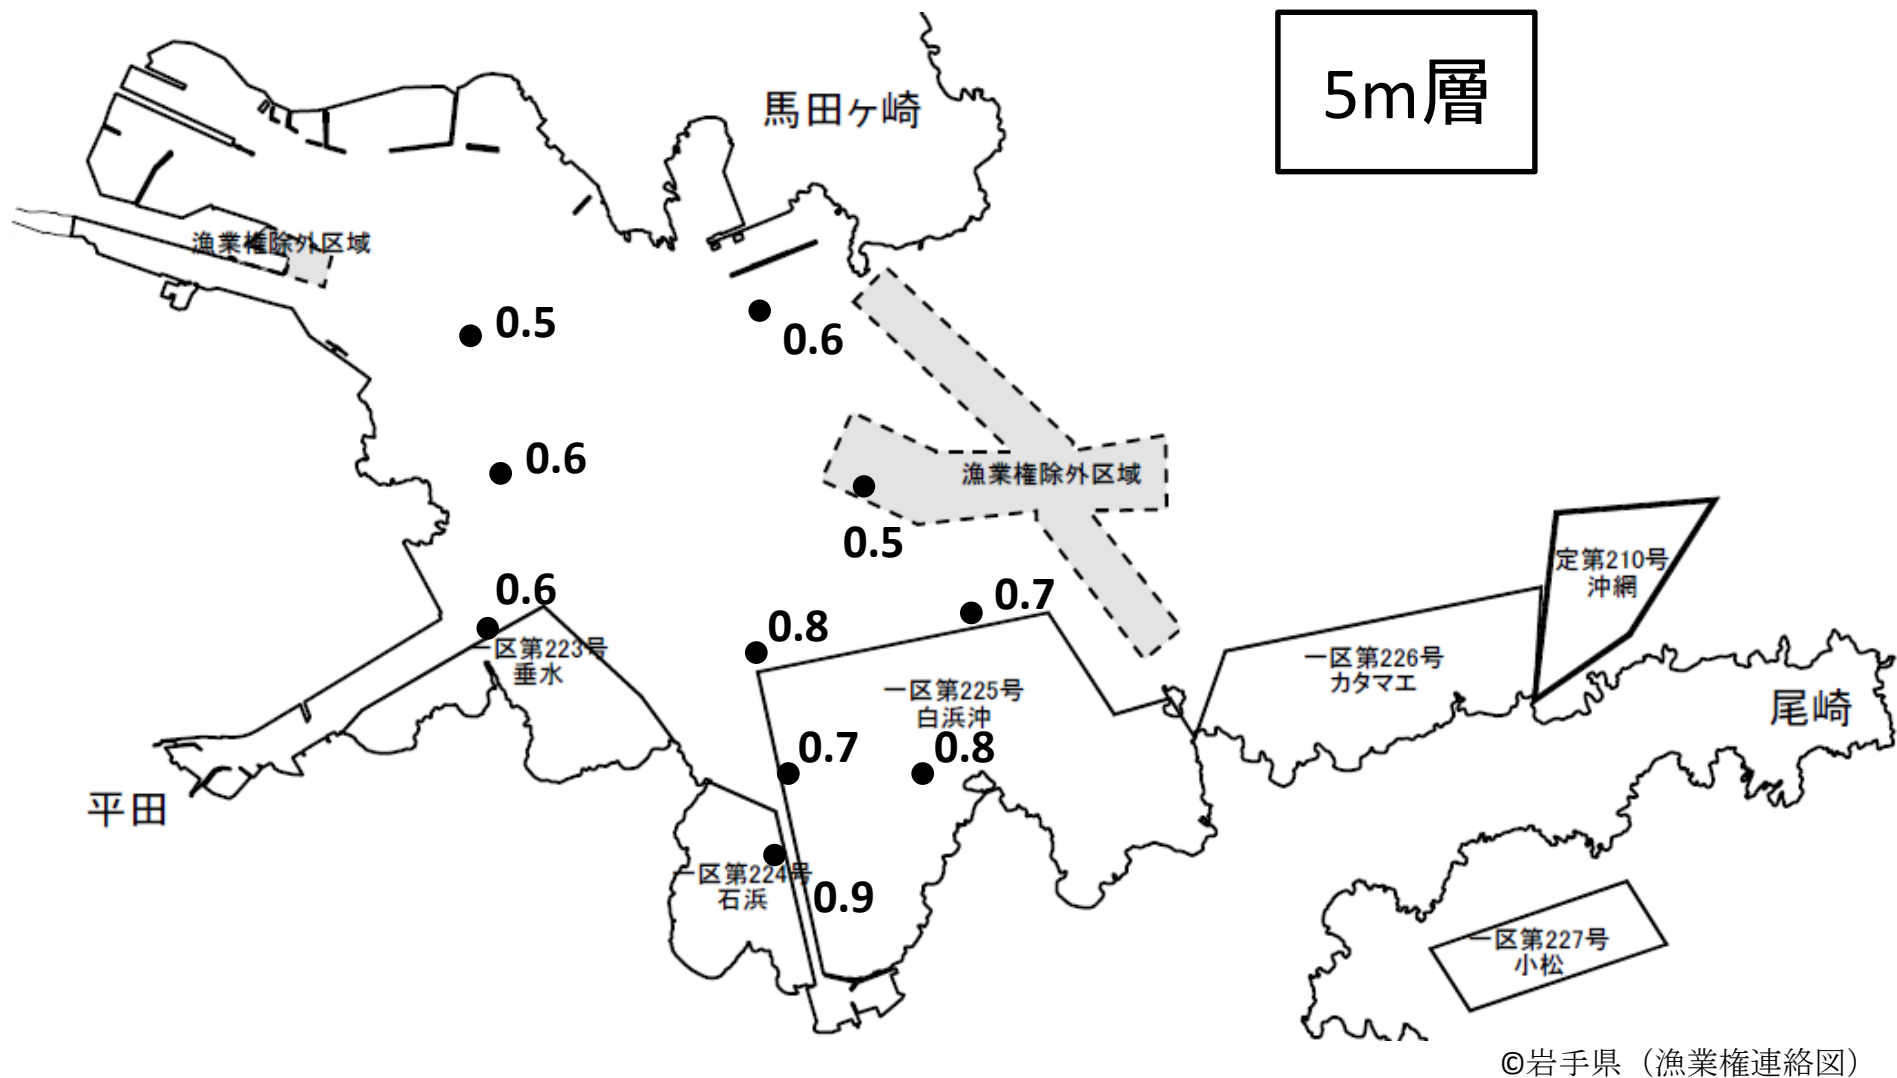 5m層
馬田ヶ崎
漁業権除外区域
0.5
0.6
0.6
漁業権除外区域
0.5
定第210号
沖網
0.6
0.7
0.8
一区第223号
垂水
一区第226号
カタマエ
一区第225号
白浜沖
尾崎
0.7
0.8
平田
一区第224号
石浜
0.9
一区第227号
小松
©岩手県（漁業権連絡図）